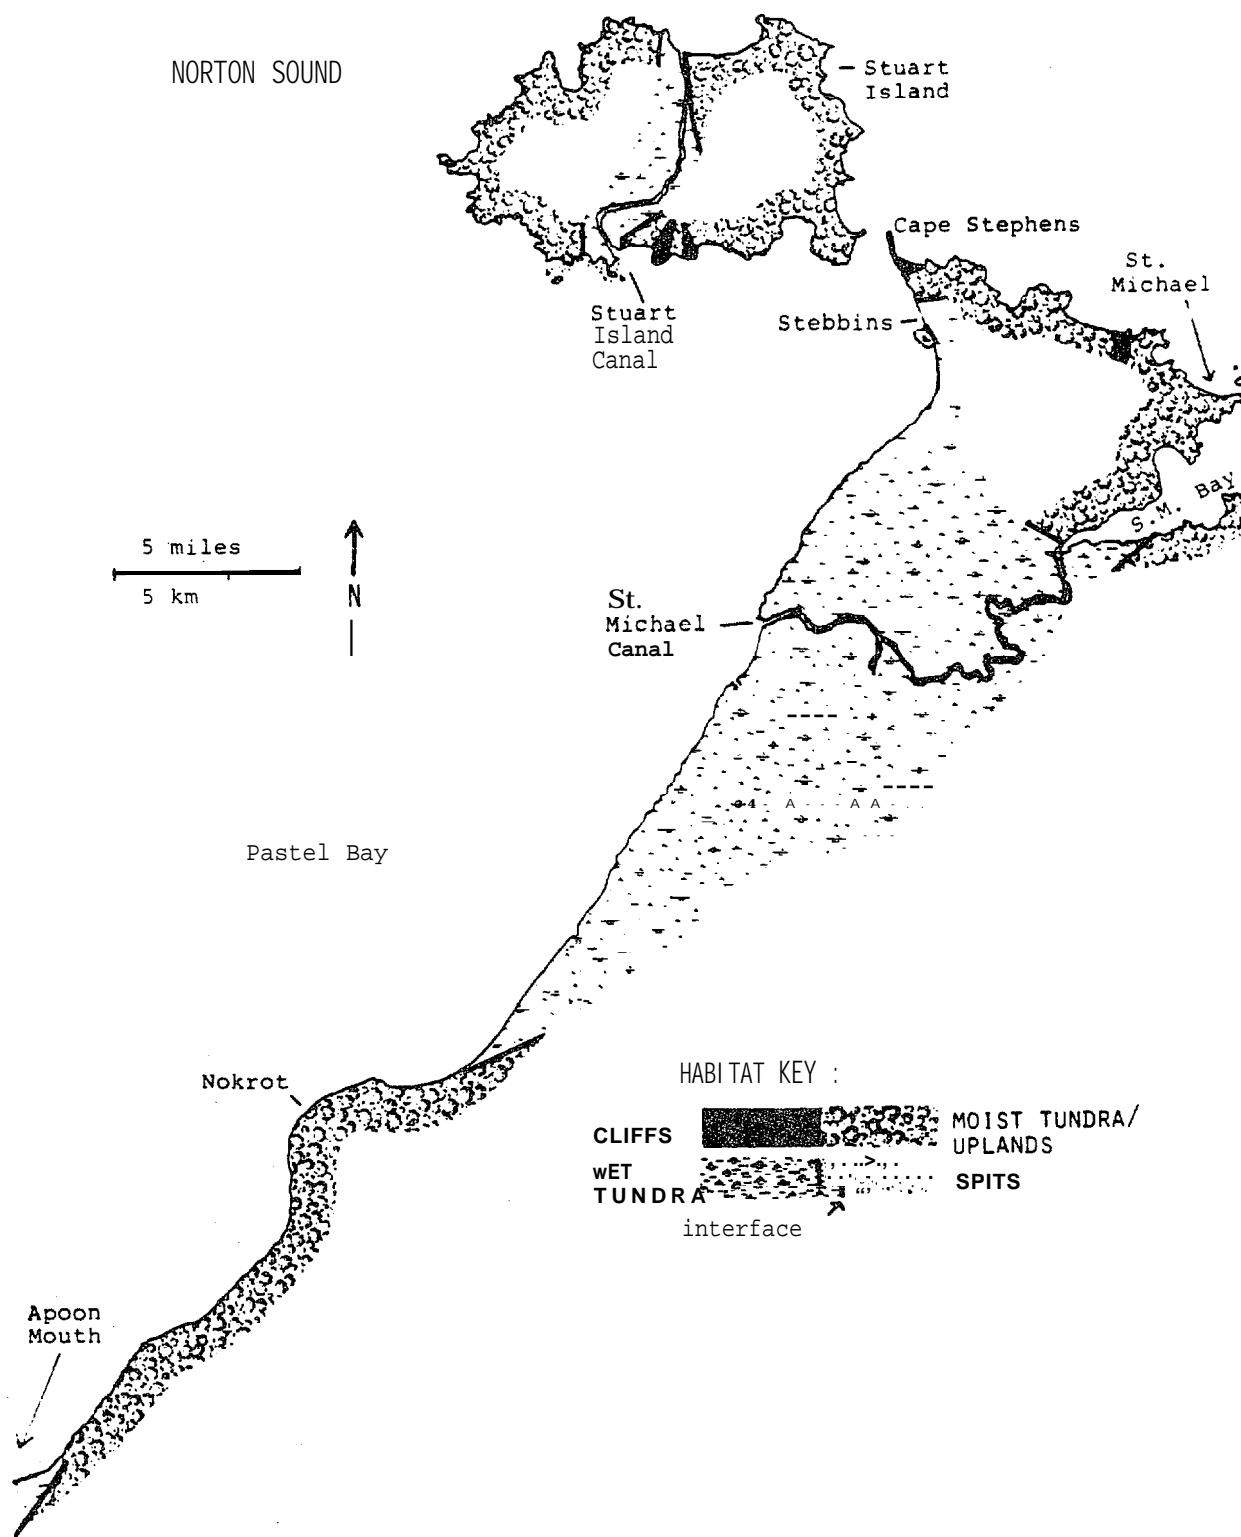 NORTON SOUND
Stuart
Island
Cape Stephens
St.
Michael
Stuart
Island
Canal
Stebbins
S.M. Bay
5 miles
5 km
N
St.
Michael
Canal
Pastel Bay
Nokrot
HABITAT KEY :
CLIFFS
MOIST TUNDRA/
UPLANDS
wET
TUNDRA
SPITS
interface
Apoon
Mouth